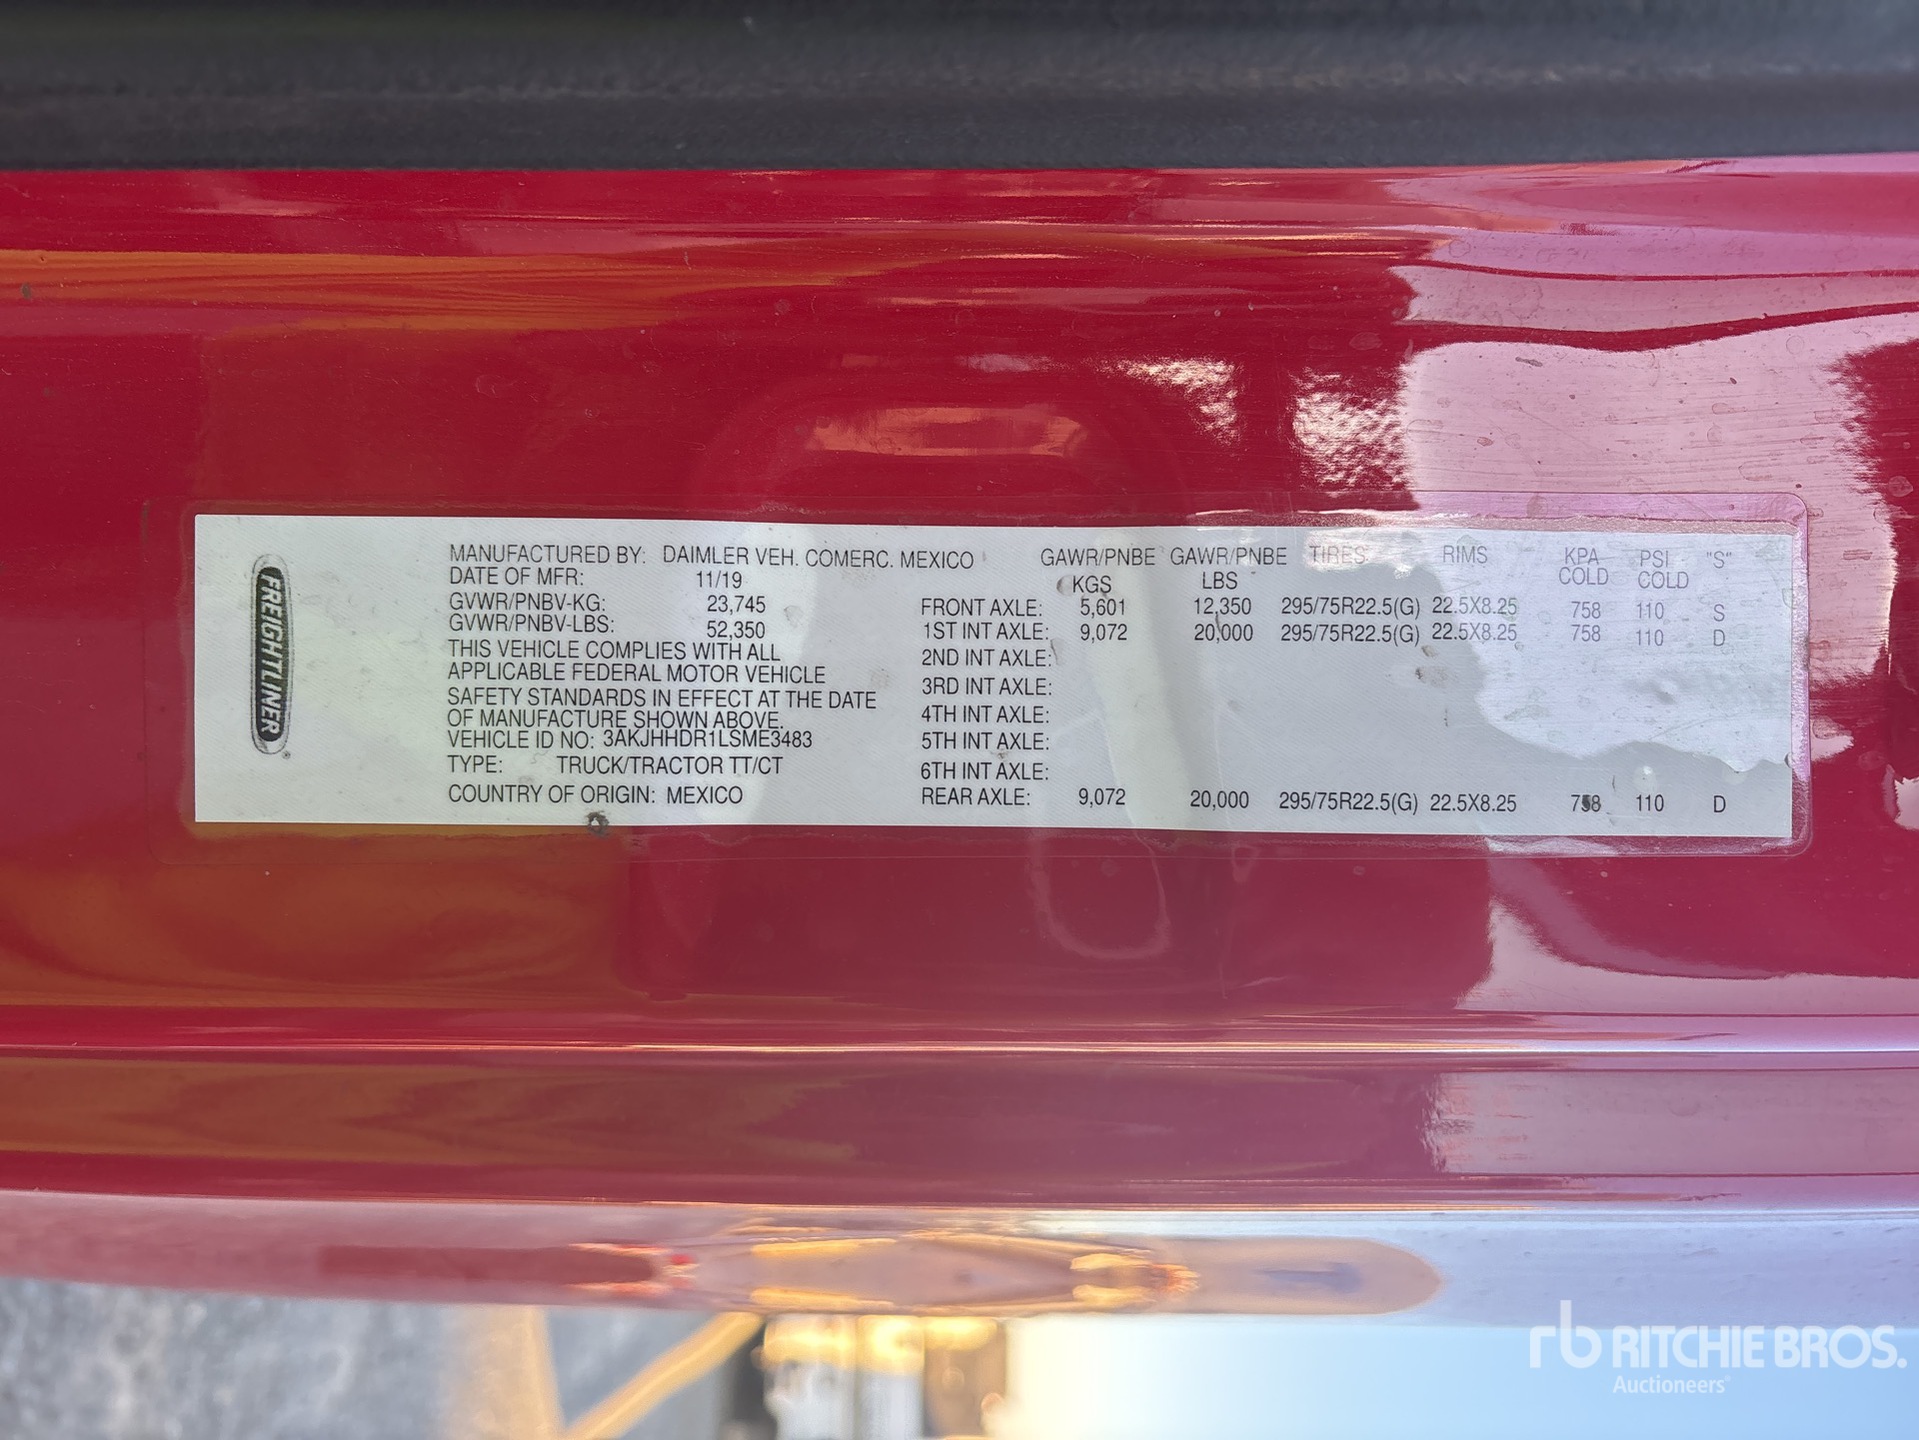 FREIGHTLINER
MANUFACTURED BY: DAIMLER VEH. COMERC. MEXICO
DATE OF MFR: 11/19
GVWR/PNBV-KG: 23,745
GVWR/PNBV-LBS: 52,350
THIS VEHICLE COMPLIES WITH ALL
APPLICABLE FEDERAL MOTOR VEHICLE
SAFETY STANDARDS IN EFFECT AT THE DATE
OF MANUFACTURE SHOWN ABOVE.
VEHICLE ID NO: 3AKJHHDR1LSME3483
TYPE: TRUCK/TRACTOR TT/CT
COUNTRY OF ORIGIN: MEXICO
GAWR/PNBE GAWR/PNBE TIRES RIMS KPA PSI "S"
KGS LBS COLD COLD
FRONT AXLE: 5,601 12,350 295/75R22.5(G) 22.5X8.25 758 110 S
1ST INT AXLE: 9,072 20,000 295/75R22.5(G) 22.5X8.25 758 110 D
2ND INT AXLE:
3RD INT AXLE:
4TH INT AXLE:
5TH INT AXLE:
6TH INT AXLE:
REAR AXLE: 9,072 20,000 295/75R22.5(G) 22.5X8.25 758 110 D
rb RITCHIE BROS.
Auctioneers